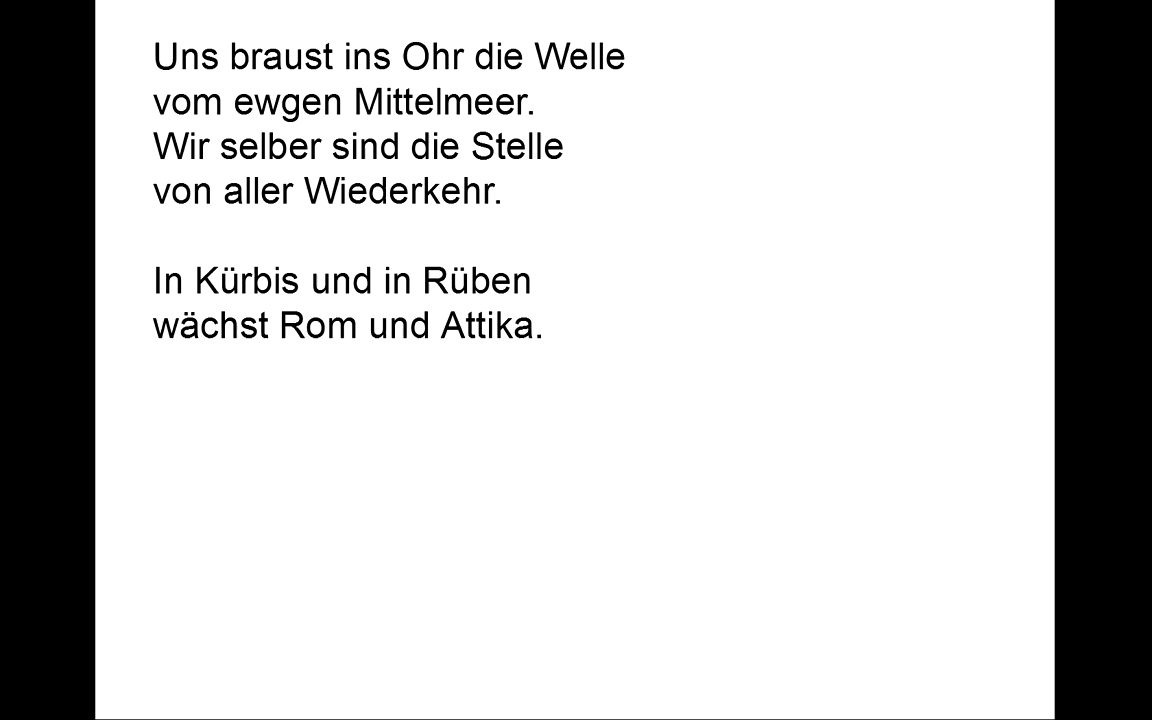 Uns braust ins Ohr die Welle
vom ewgen Mittelmeer.
Wir selber sind die Stelle
von aller Wiederkehr.
In Kürbis und in Rüben
wächst Rom und Attika.